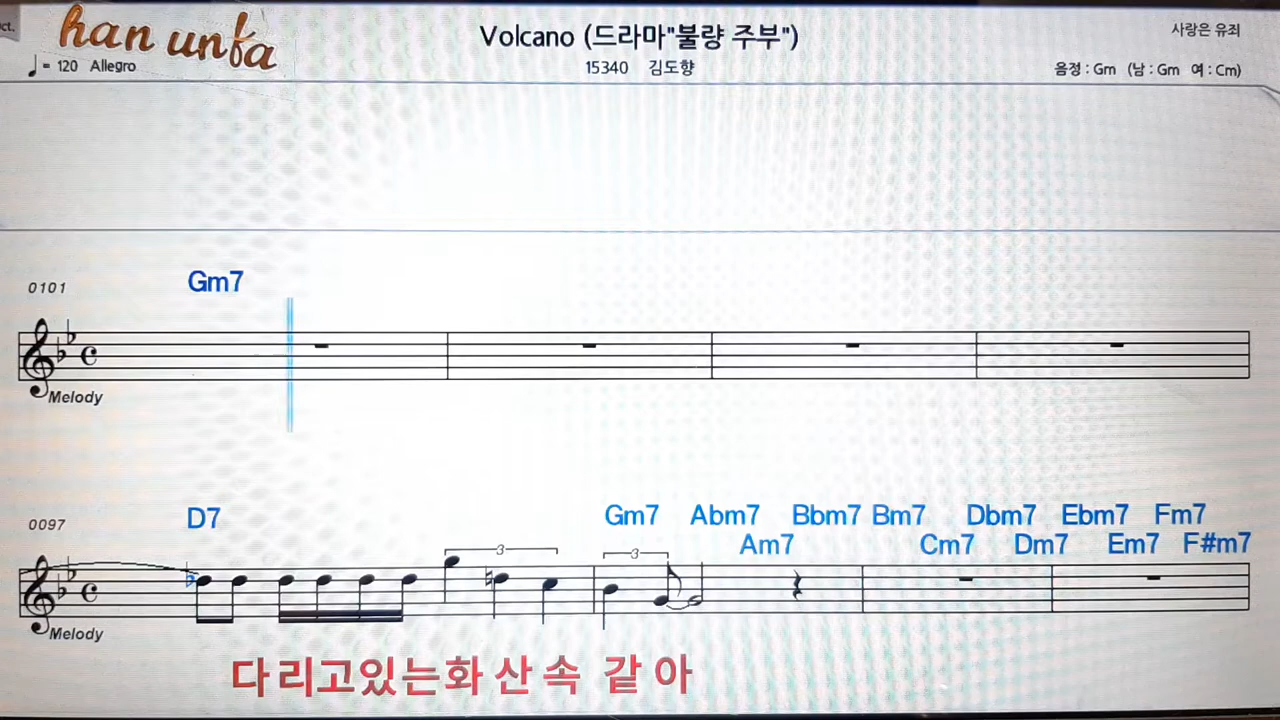 ct.
han unfa
Volcano (드라마"불량 주부")
사랑은 유죄
= 120 Allegro
15340 김도향
음정 : Gm (남 : Gm 여 : Cm)
0101
Gm7
Melody
0097
D7
Gm7 Abm7 Bbm7 Bm7 Dbm7 Ebm7 Fm7
Am7 Cm7 Dm7 Em7 F#m7
3
3
Melody
다리고있는화 산 속 같 아